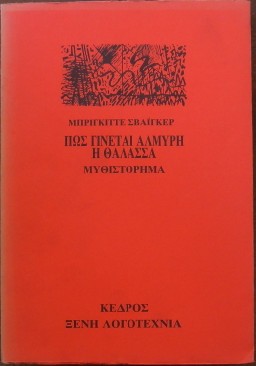 ΜΠΡΙΓΚΙΤΤΕ ΣΒΑΪΓΚΕΡ
ΠΩΣ ΓΙΝΕΤΑΙ ΑΛΜΥΡΗ
Η ΘΑΛΑΣΣΑ
ΜΥΘΙΣΤΟΡΗΜΑ
ΚΕΔΡΟΣ
ΞΕΝΗ ΛΟΓΟΤΕΧΝΙΑ